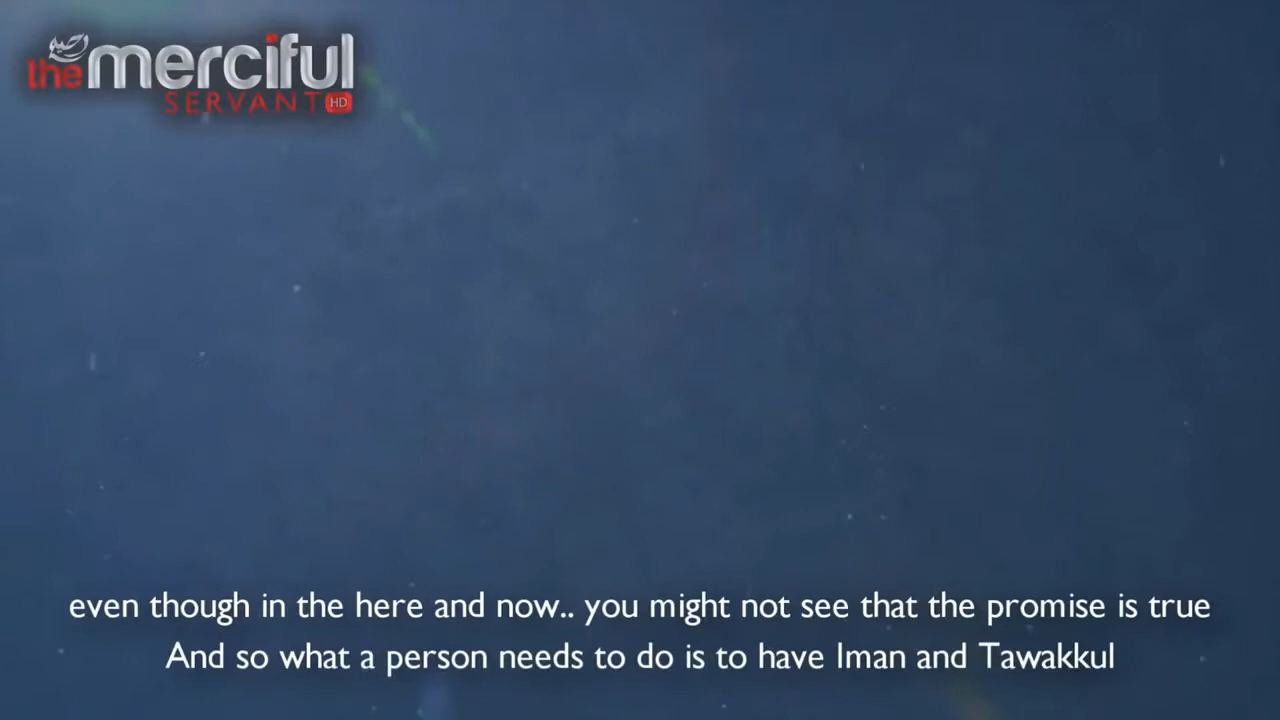 the merciful
SERVANT HD
even though in the here and now.. you might not see that the promise is true
And so what a person needs to do is to have Iman and Tawakkul